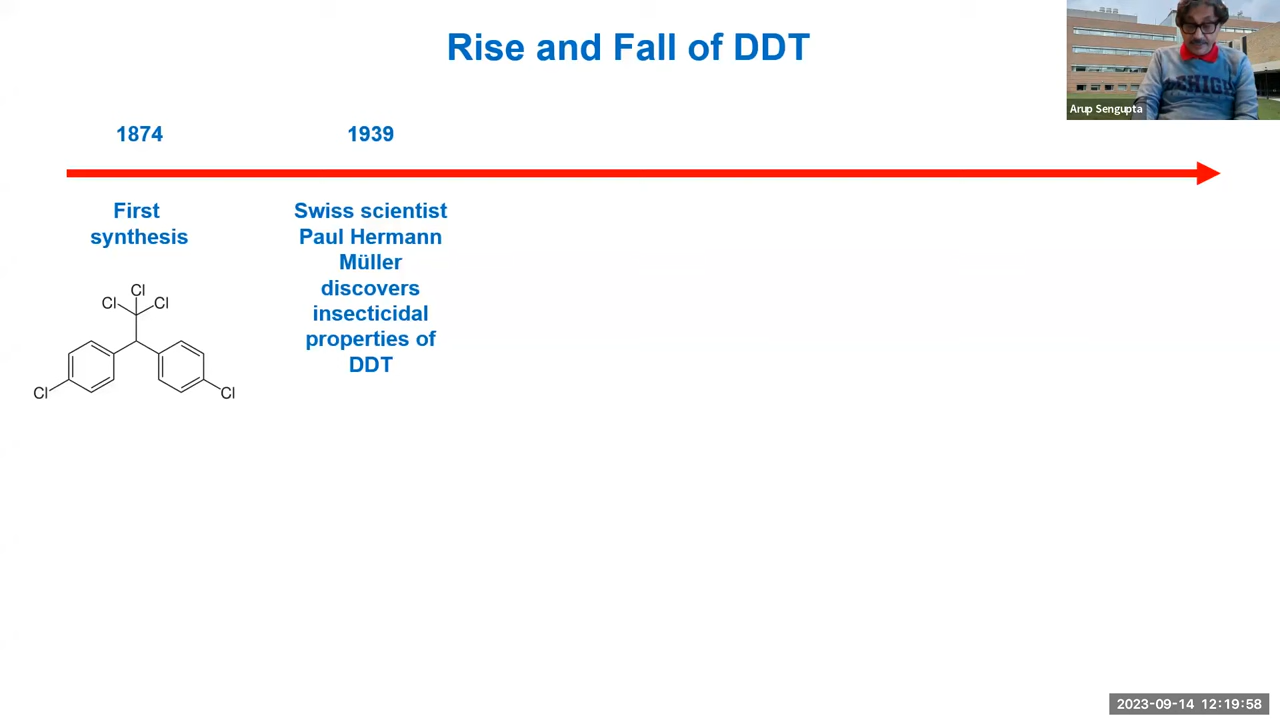 Rise and Fall of DDT
LEHIGH
Arup Sengupta
1874
1939
First
synthesis
Swiss scientist
Paul Hermann
Müller
discovers
insecticidal
properties of
DDT
Cl
Cl
Cl
Cl
Cl
2023-09-14 12:19:58